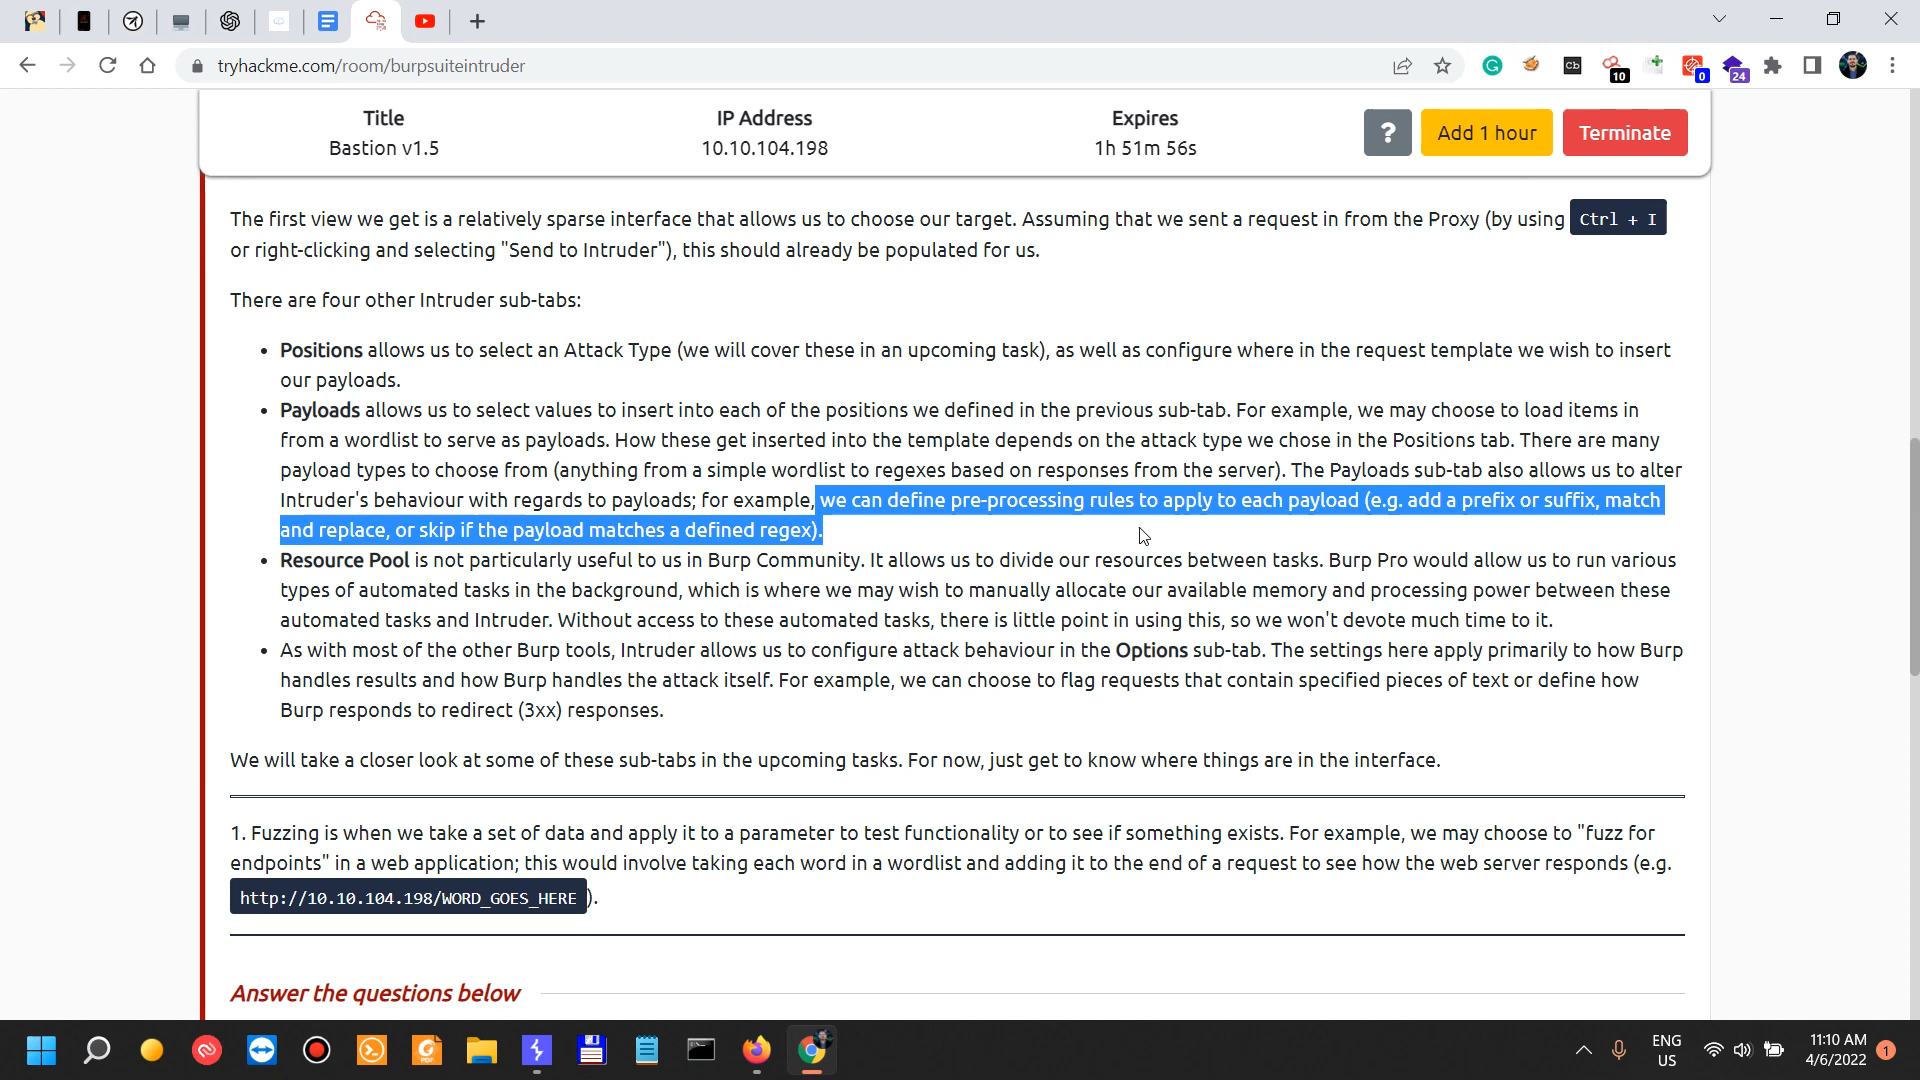 tryhackme.com/room/burpsuiteintruder
Cb
10
0
24
Title
IP Address
Expires
Bastion v1.5
10.10.104.198
1h 51m 56s
?
Add 1 hour
Terminate
The first view we get is a relatively sparse interface that allows us to choose our target. Assuming that we sent a request in from the Proxy (by using Ctrl + I
or right-clicking and selecting "Send to Intruder"), this should already be populated for us.
There are four other Intruder sub-tabs:
• Positions allows us to select an Attack Type (we will cover these in an upcoming task), as well as configure where in the request template we wish to insert
our payloads.
• Payloads allows us to select values to insert into each of the positions we defined in the previous sub-tab. For example, we may choose to load items in
from a wordlist to serve as payloads. How these get inserted into the template depends on the attack type we chose in the Positions tab. There are many
payload types to choose from (anything from a simple wordlist to regexes based on responses from the server). The Payloads sub-tab also allows us to alter
Intruder's behaviour with regards to payloads; for example, we can define pre-processing rules to apply to each payload (e.g. add a prefix or suffix, match
and replace, or skip if the payload matches a defined regex).
• Resource Pool is not particularly useful to us in Burp Community. It allows us to divide our resources between tasks. Burp Pro would allow us to run various
types of automated tasks in the background, which is where we may wish to manually allocate our available memory and processing power between these
automated tasks and Intruder. Without access to these automated tasks, there is little point in using this, so we won't devote much time to it.
• As with most of the other Burp tools, Intruder allows us to configure attack behaviour in the Options sub-tab. The settings here apply primarily to how Burp
handles results and how Burp handles the attack itself. For example, we can choose to flag requests that contain specified pieces of text or define how
Burp responds to redirect (3xx) responses.
We will take a closer look at some of these sub-tabs in the upcoming tasks. For now, just get to know where things are in the interface.
1. Fuzzing is when we take a set of data and apply it to a parameter to test functionality or to see if something exists. For example, we may choose to "fuzz for
endpoints" in a web application; this would involve taking each word in a wordlist and adding it to the end of a request to see how the web server responds (e.g.
http://10.10.104.198/WORD_GOES_HERE ).
Answer the questions below
PDF
ENG
US
11:10 AM
4/6/2022
1